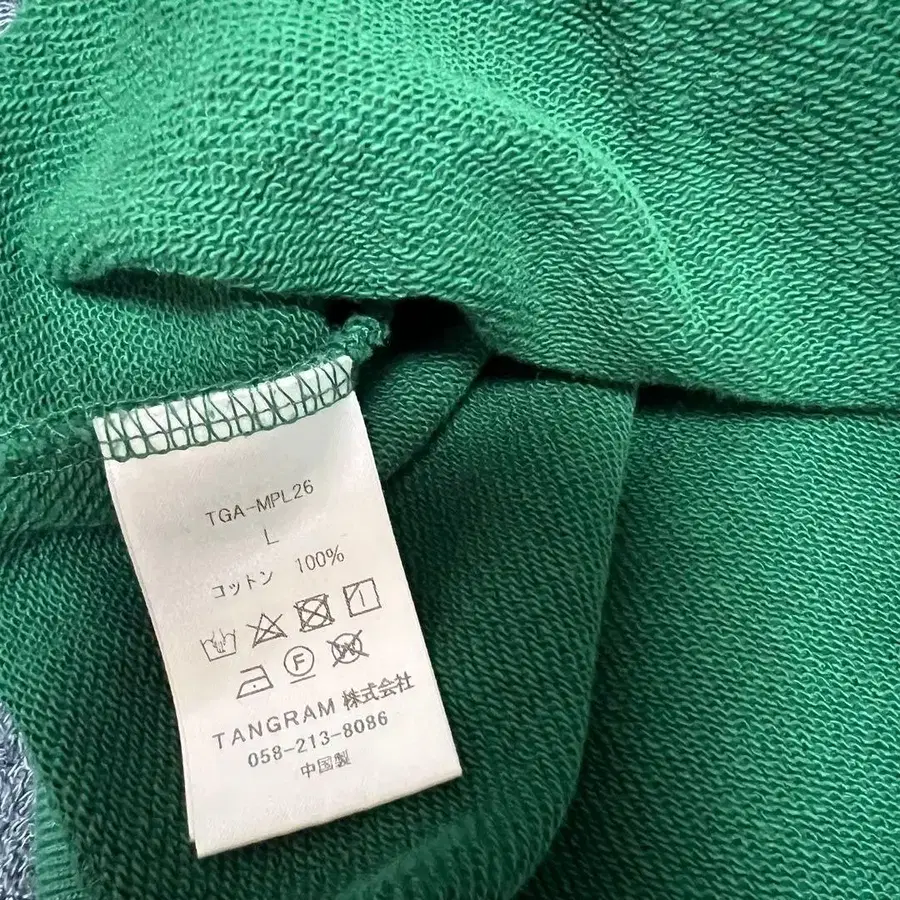 TGA-MPL26
L
コットン 100%
TANGRAM 株式会社
058-213-8086
中国製